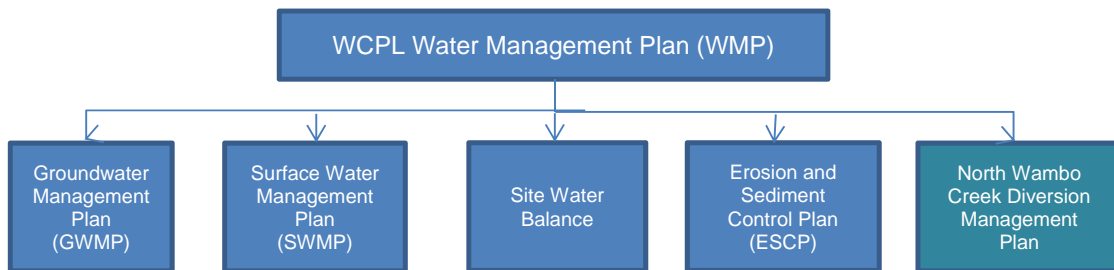 WCPL Water Management Plan (WMP)
Groundwater
Management
Plan
(GWMP)
Surface Water
Management
Plan
(SWMP)
Site Water
Balance
Erosion and
Sediment
Control Plan
(ESCP)
North Wambo
Creek Diversion
Management
Plan